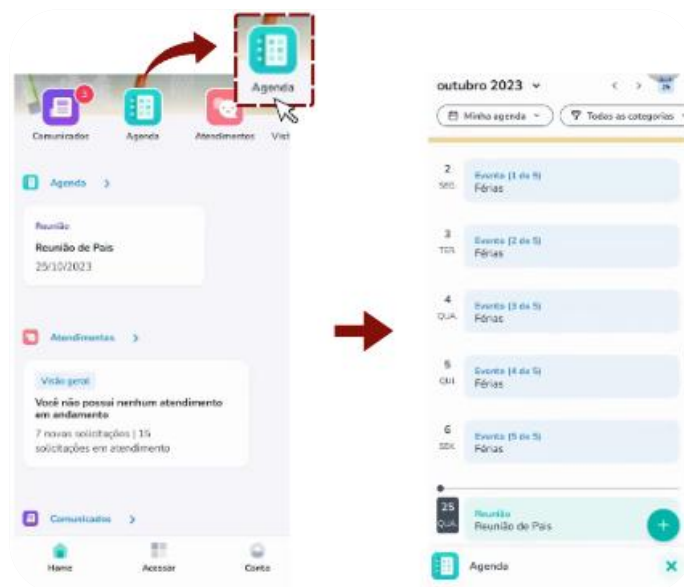 Agenda
3
Comunicados
Agenda
Atendimentos
Vist
Agenda >
Reunião
Reunião de Pais
25/10/2023
Atendimentos >
Visão geral
Você não possui nenhum atendimento
em andamento
7 novas solicitações | 15
solicitações em atendimento
Comunicados >
Home
Acessar
Conta
outubro 2023
< >
Minha agenda
Todas as categorias
2
SEG.
Evento (1 de 5)
Férias
3
TER.
Evento (2 de 5)
Férias
4
QUA.
Evento (3 de 5)
Férias
5
QUI.
Evento (4 de 5)
Férias
6
SEX.
Evento (5 de 5)
Férias
25
QUA.
Reunião
Reunião de Pais
+
Agenda
X